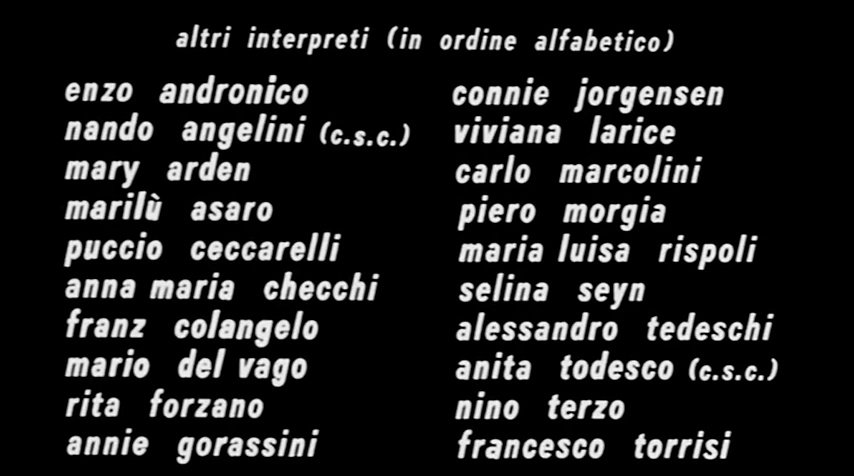 altri interpreti (in ordine alfabetico)
enzo andronico
nando angelini (c.s.c.)
mary arden
marilù asaro
puccio ceccarelli
anna maria checchi
franz colangelo
mario del vago
rita forzano
annie gorassini
connie jorgensen
viviana larice
carlo marcolini
piero morgia
maria luisa rispoli
selina seyn
alessandro tedeschi
anita todesco (c.s.c.)
nino terzo
francesco torrisi